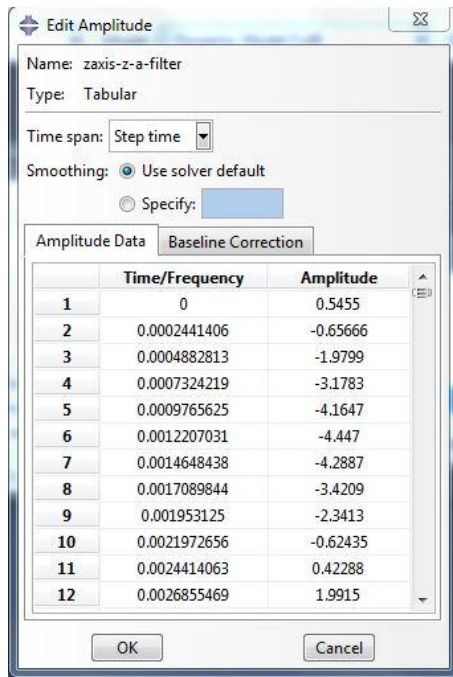 Edit Amplitude
Name: zaxis-z-a-filter
Type: Tabular
Time span: Step time
Smoothing: Use solver default
Specify:
Amplitude Data Baseline Correction
Time/Frequency Amplitude
1 0 0.5455
2 0.0002441406 -0.65666
3 0.0004882813 -1.9799
4 0.0007324219 -3.1783
5 0.0009765625 -4.1647
6 0.0012207031 -4.447
7 0.0014648438 -4.2887
8 0.0017089844 -3.4209
9 0.001953125 -2.3413
10 0.0021972656 -0.62435
11 0.0024414063 0.42288
12 0.0026855469 1.9915
OK Cancel